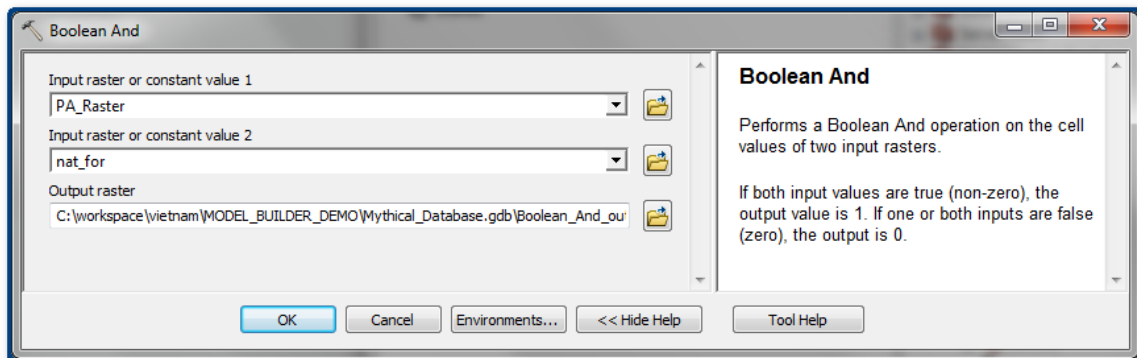 Boolean And
Input raster or constant value 1
PA_Raster
Input raster or constant value 2
nat_for
Output raster
C:\workspace\vietnam\MODEL_BUILDER_DEMO\Mythical_Database.gdb\Boolean_And_ou
Boolean And
Performs a Boolean And operation on the cell
values of two input rasters.
If both input values are true (non-zero), the
output value is 1. If one or both inputs are false
(zero), the output is 0.
OK
Cancel
Environments...
<< Hide Help
Tool Help